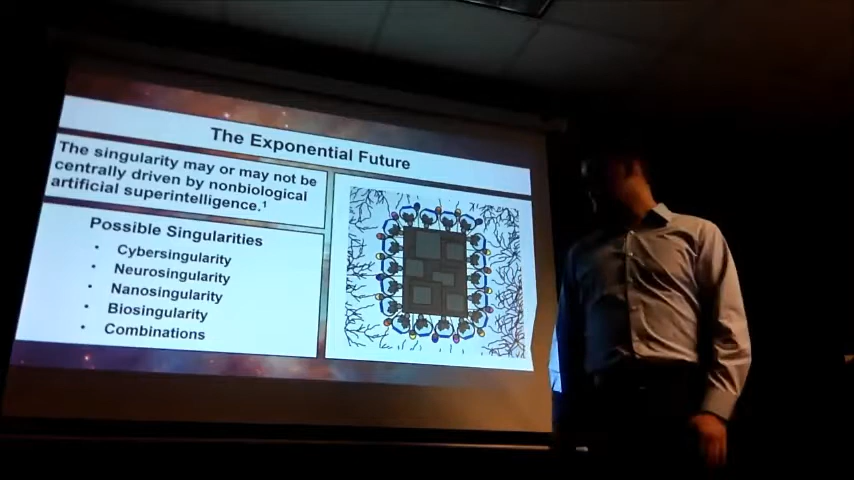 The Exponential Future
The singularity may or may not be
centrally driven by nonbiological
artificial superintelligence.¹
Possible Singularities
• Cybersingularity
• Neurosingularity
• Nanosingularity
• Biosingularity
• Combinations